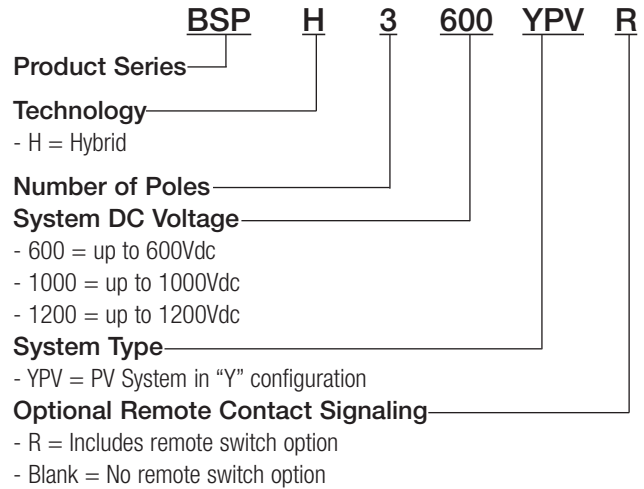 BSP H 3 600 YPV R
Product Series
Technology
- H = Hybrid
Number of Poles
System DC Voltage
- 600 = up to 600Vdc
- 1000 = up to 1000Vdc
- 1200 = up to 1200Vdc
System Type
- YPV = PV System in “Y” configuration
Optional Remote Contact Signaling
- R = Includes remote switch option
- Blank = No remote switch option